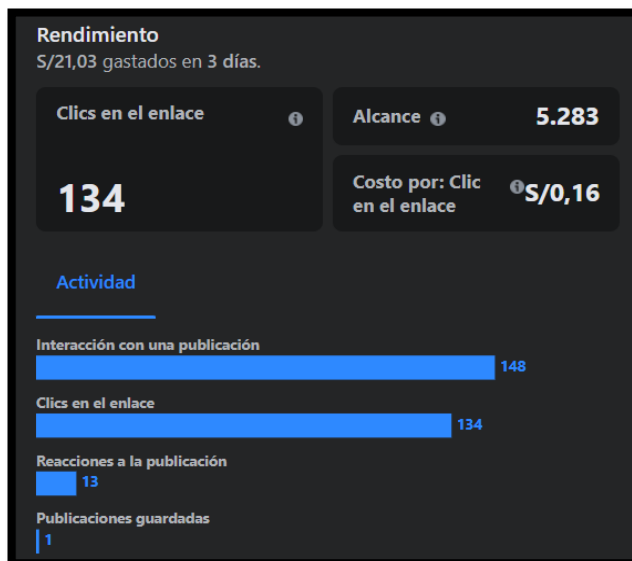 Rendimiento
S/21,03 gastados en 3 días.
Clics en el enlace
134
Alcance
5.283
Costo por: Clic
en el enlace
S/0,16
Actividad
Interacción con una publicación
148
Clics en el enlace
134
Reacciones a la publicación
13
Publicaciones guardadas
1